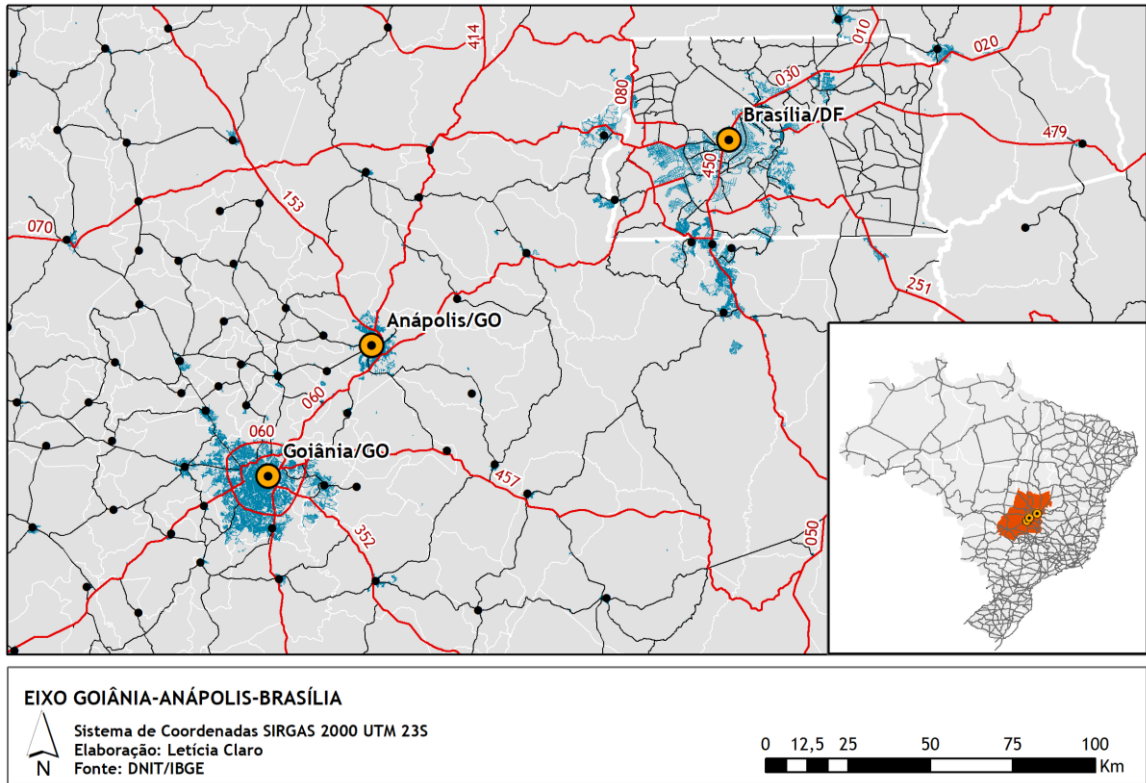 414
010
020
030
080
Brasília/DF
479
450
153
070
251
Anápolis/GO
060
060
Goiânia/GO
457
352
050
EIXO GOIÂNIA-ANÁPOLIS-BRASÍLIA
Sistema de Coordenadas SIRGAS 2000 UTM 23S
Elaboração: Letícia Claro
Fonte: DNIT/IBGE
N
0 12,5 25 50 75 100
Km